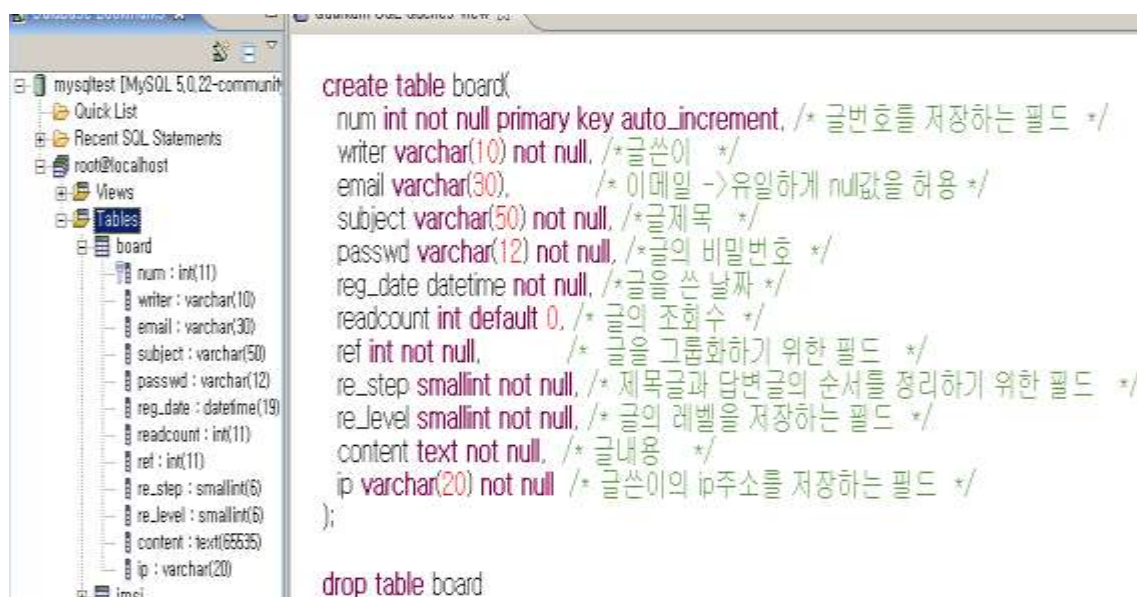 mysqltest [MySQL 5,0,22-communit
Quick List
Recent SQL Statements
root@localhost
Views
Tables
board
num : int(11)
writer : varchar(10)
email : varchar(30)
subject : varchar(50)
passwd : varchar(12)
reg_date : datetime(19)
readcount : int(11)
ref : int(11)
re_step : smallint(6)
re_level : smallint(6)
content : text(65535)
ip : varchar(20)
create table board(
num int not null primary key auto_increment, /* 글번호를 저장하는 필드 */
writer varchar(10) not null, /*글쓴이 */
email varchar(30), /* 이메일 ->유일하게 null값을 허용 */
subject varchar(50) not null, /*글제목 */
passwd varchar(12) not null, /*글의 비밀번호 */
reg_date datetime not null, /*글을 쓴 날짜 */
readcount int default 0, /* 글의 조회수 */
ref int not null, /* 글을 그룹화하기 위한 필드 */
re_step smallint not null, /* 제목글과 답변글의 순서를 정리하기 위한 필드 */
re_level smallint not null, /* 글의 레벨을 저장하는 필드 */
content text not null, /* 글내용 */
ip varchar(20) not null /* 글쓴이의 ip주소를 저장하는 필드 */
);
drop table board